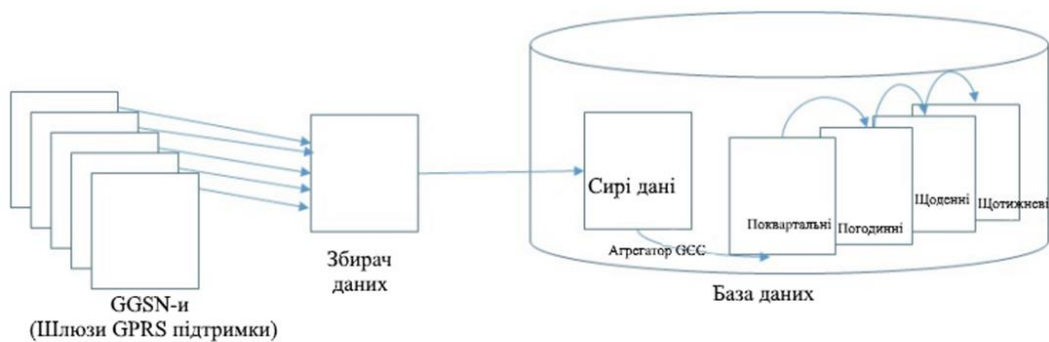 GGSN-и
(Шлюзи GPRS підтримки)
Збирач
даних
Сирі дані
Агрегатор GCC
Поквартальні
Погодинні
Щоденні
Щотижневі
База даних